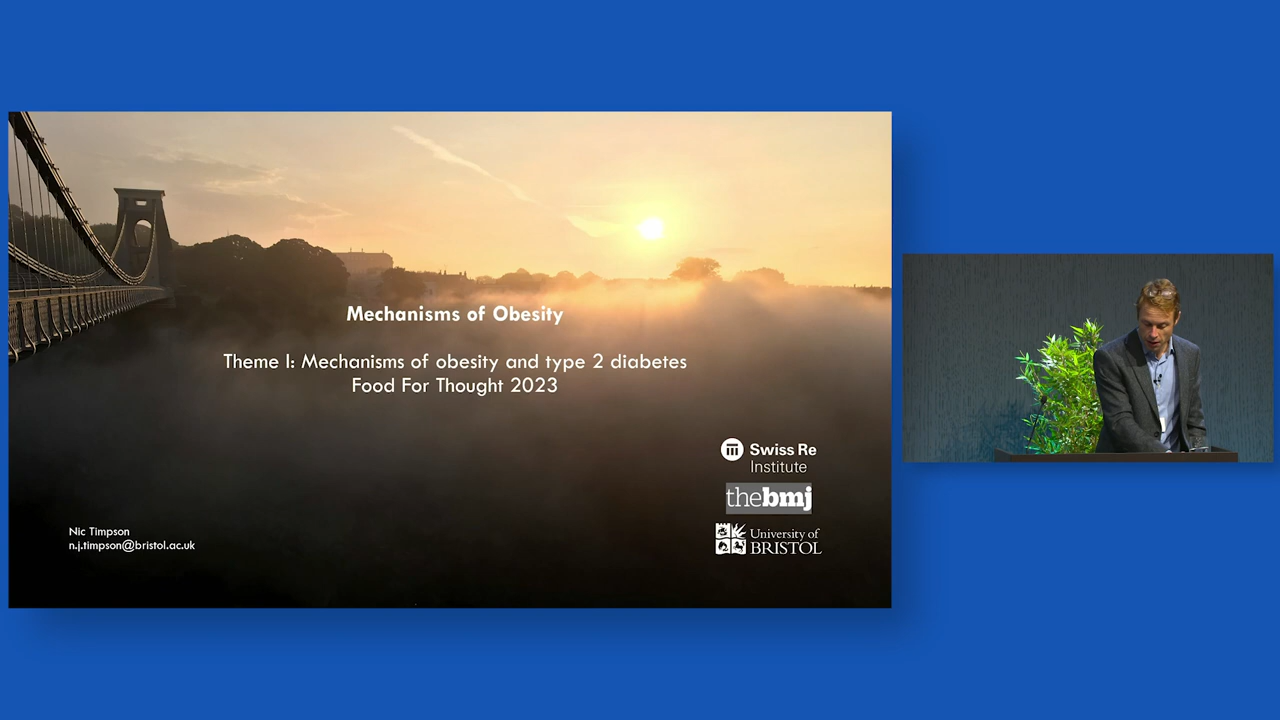 Mechanisms of Obesity
Theme I: Mechanisms of obesity and type 2 diabetes
Food For Thought 2023
Swiss Re
Institute
thebmj
Nic Timpson
n.j.timpson@bristol.ac.uk
University of
BRISTOL